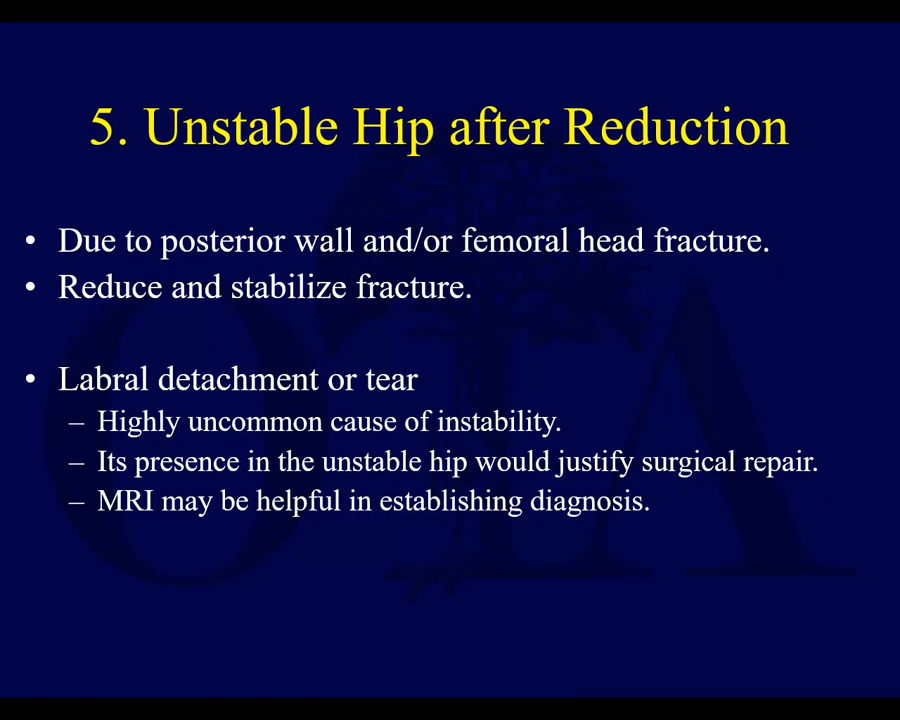 5. Unstable Hip after Reduction
• Due to posterior wall and/or femoral head fracture.
• Reduce and stabilize fracture.
• Labral detachment or tear
– Highly uncommon cause of instability.
– Its presence in the unstable hip would justify surgical repair.
– MRI may be helpful in establishing diagnosis.
OTA